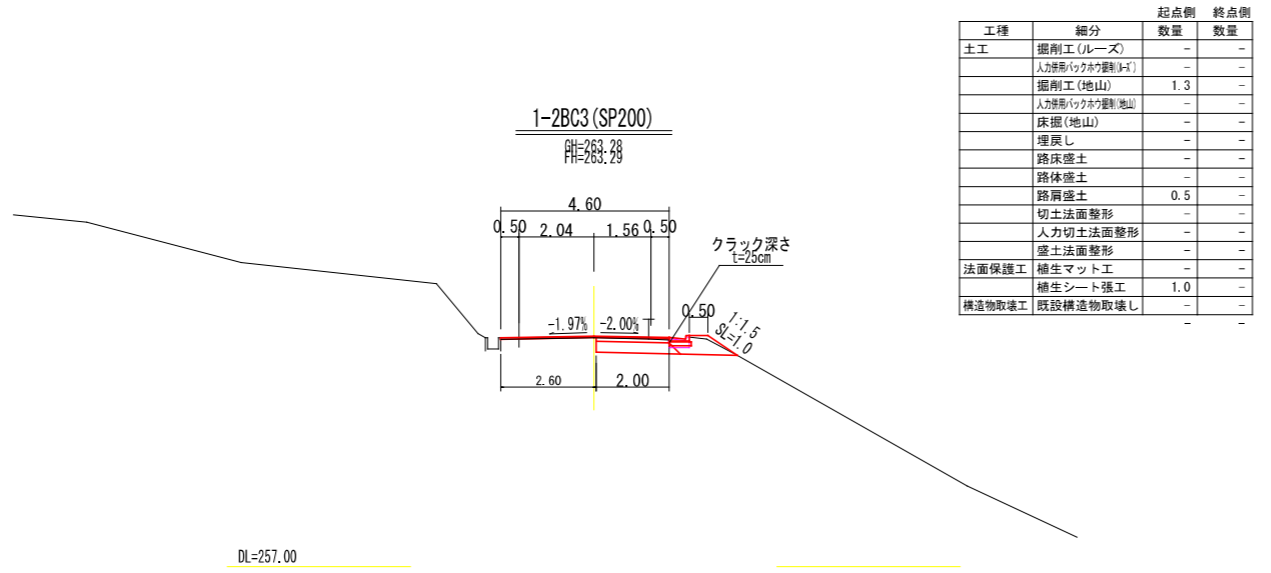 起点側 終点側
工種 細分 数量 数量
土工 掘削工(ルーズ) - -
人力併用バックホウ掘削(ルーズ) - -
掘削工(地山) 1.3 -
人力併用バックホウ掘削(地山) - -
床掘(地山) - -
埋戻し - -
路床盛土 - -
路体盛土 - -
路肩盛土 0.5 -
切土法面整形 - -
人力切土法面整形 - -
盛土法面整形 - -
法面保護工 植生マット工 - -
植生シート張工 1.0 -
構造物取壊工 既設構造物取壊し - -
- -
1-2BC3(SP200)
GH=263.28
FH=263.29
4.60
0.50 2.04 1.56 0.50
クラック深さ
t=25cm
0.50
1:1.5
SL=1.0
-1.97% -2.00%
2.60 2.00
DL=257.00